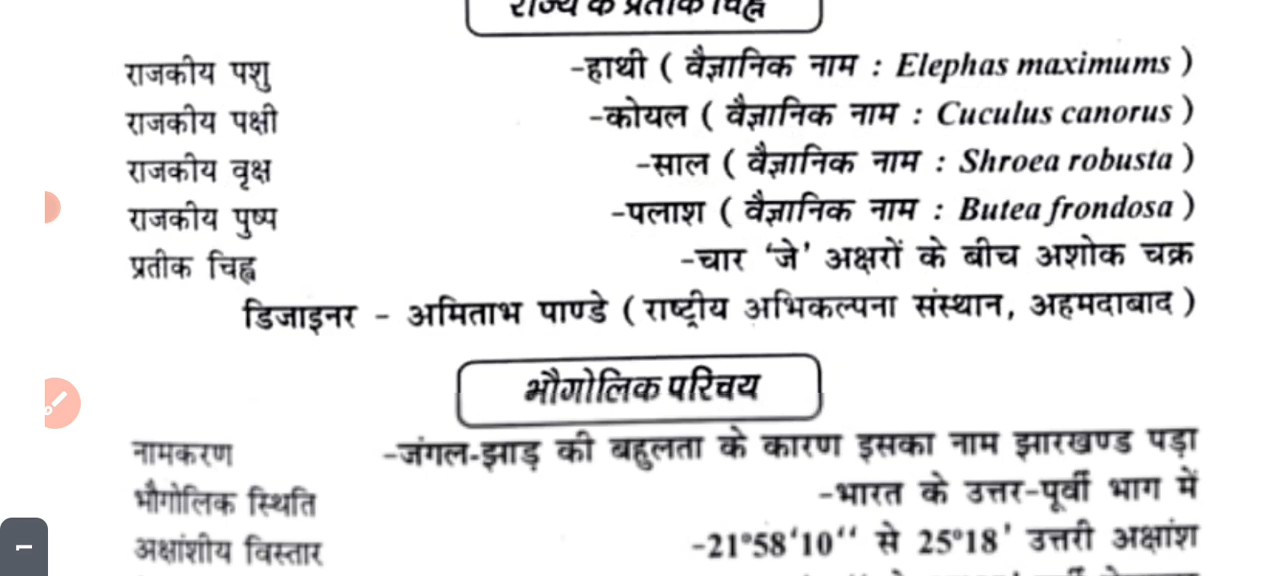 राज्य के प्रतीक चिह्न
राजकीय पशु -हाथी ( वैज्ञानिक नाम : Elephas maximums )
राजकीय पक्षी -कोयल ( वैज्ञानिक नाम : Cuculus canorus )
राजकीय वृक्ष -साल ( वैज्ञानिक नाम : Shroea robusta )
राजकीय पुष्प -पलाश ( वैज्ञानिक नाम : Butea frondosa )
प्रतीक चिह्न -चार 'जे' अक्षरों के बीच अशोक चक्र
डिजाइनर - अमिताभ पाण्डे ( राष्ट्रीय अभिकल्पना संस्थान, अहमदाबाद )
भौगोलिक परिचय
नामकरण -जंगल-झाड़ की बहुलता के कारण इसका नाम झारखण्ड पड़ा
भौगोलिक स्थिति -भारत के उत्तर-पूर्वी भाग में
अक्षांशीय विस्तार -21°58‘10‘‘ से 25°18' उत्तरी अक्षांश